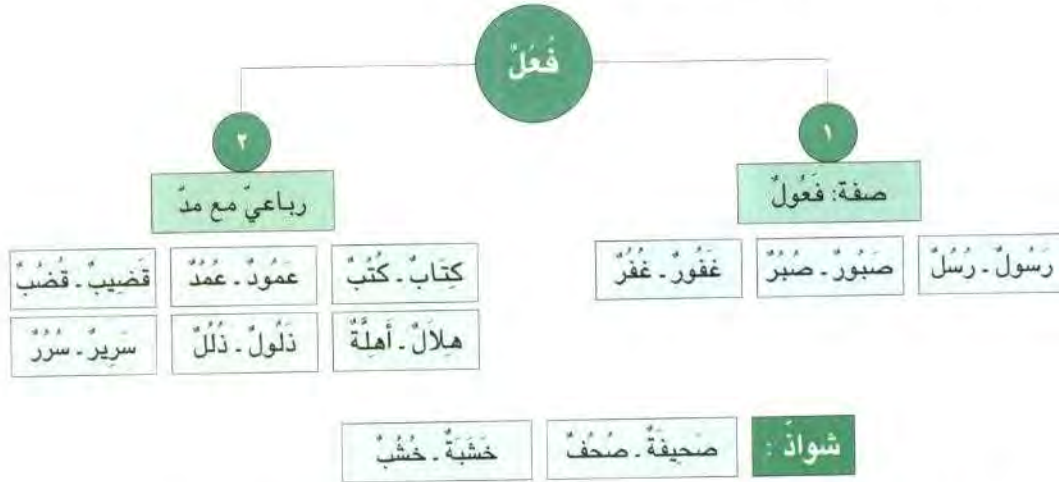 فُعُلٌ
١
٢
صفة: فَعُولٌ
رباعيّ مع مدّ
رَسُولٌ ـ رُسُلٌ
صَبُورٌ ـ صُبُرٌ
غَفُورٌ ـ غُفُرٌ
كِتَابٌ ـ كُتُبٌ
عَمُودٌ ـ عُمُدٌ
قَضِيبٌ ـ قُضُبٌ
هِلَالٌ ـ أَهِلَّةٌ
ذَلُولٌ ـ ذُلُلٌ
سَرِيرٌ ـ سُرُرٌ
شواذّ :
صَحِيفَةٌ ـ صُحُفٌ
خَشَبَةٌ ـ خُشُبٌ